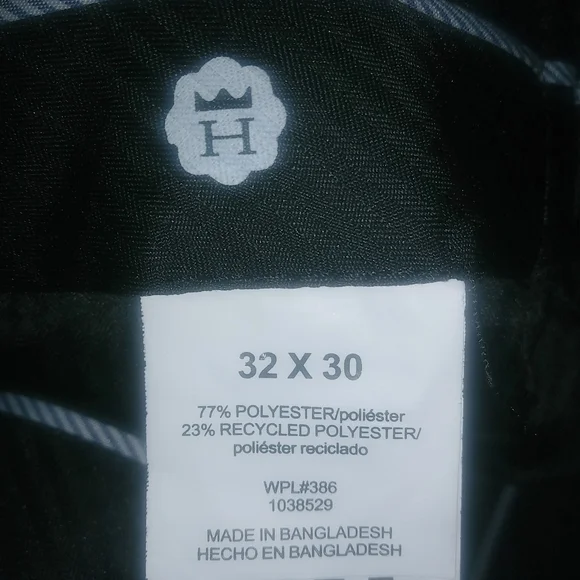 H
32 X 30
77% POLYESTER/poliéster
23% RECYCLED POLYESTER/
poliéster reciclado
WPL#386
1038529
MADE IN BANGLADESH
HECHO EN BANGLADESH